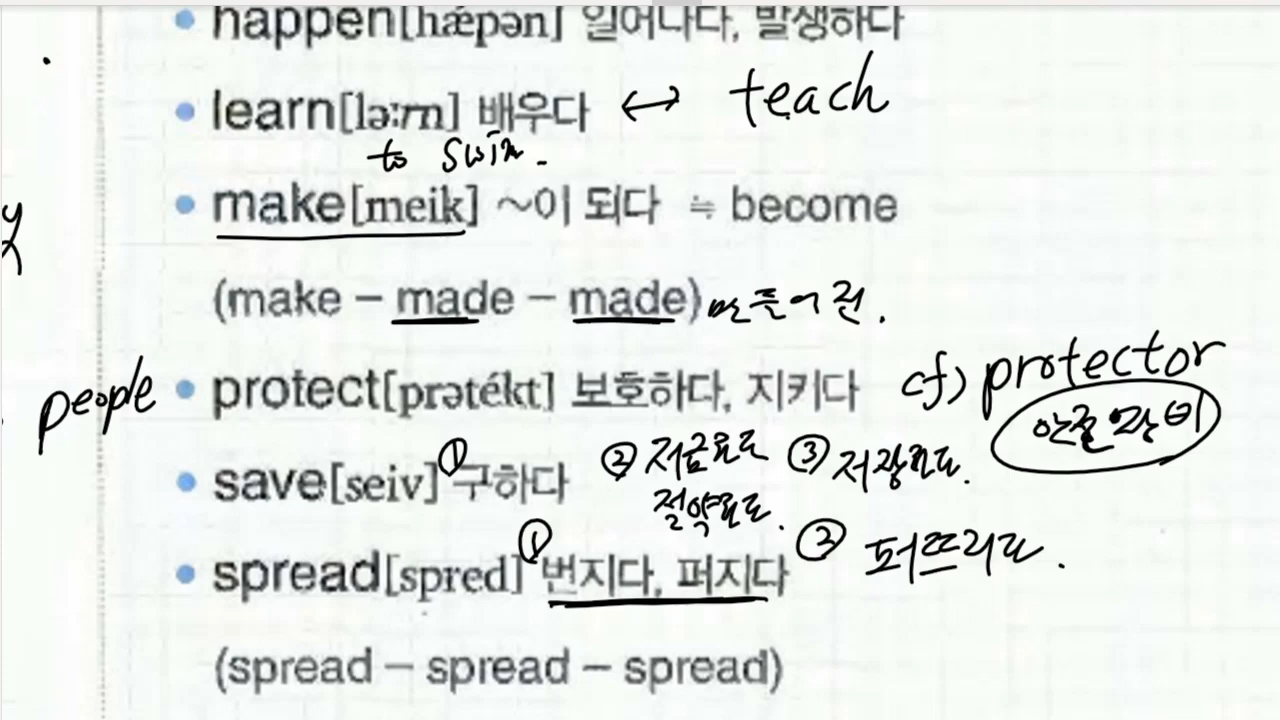 • happen[hǽpən] 일어나다, 발생하다
• learn[ləːrn] 배우다 ↔ teach
to swim.
• make[meik] ~이 되다 ≒ become
y
(make – made – made) 만들어진.
people
• protect[prətékt] 보호하다, 지키다 cf) protector
• save[seiv] ① 구하다 ② 저금하다 ③ 저장하다.
절약하다.
• spread[spred] ① 번지다, 퍼지다 ② 퍼뜨리다.
(spread – spread – spread)